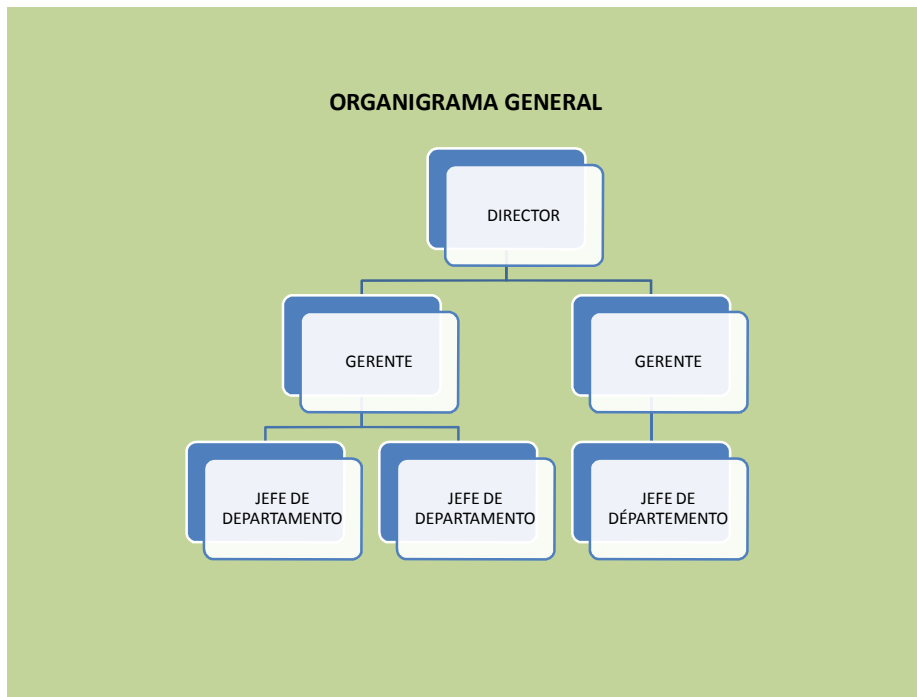 ORGANIGRAMA GENERAL
DIRECTOR
GERENTE
GERENTE
JEFE DE
DEPARTAMENTO
JEFE DE
DEPARTAMENTO
JEFE DE
DÉPARTEMENTO